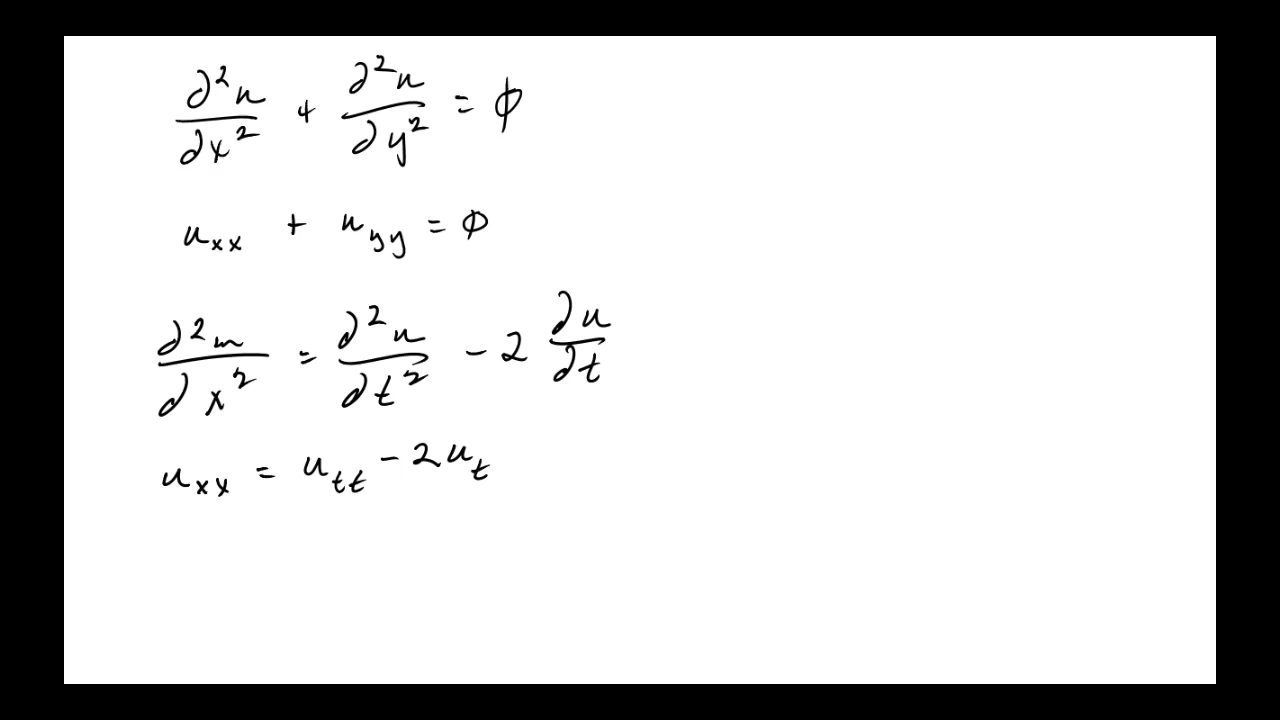 ∂²u/∂x² + ∂²u/∂y² = ϕ
u_xx + u_yy = ϕ
∂²u/∂x² = ∂²u/∂t² - 2 ∂u/∂t
u_xx = u_tt - 2u_t